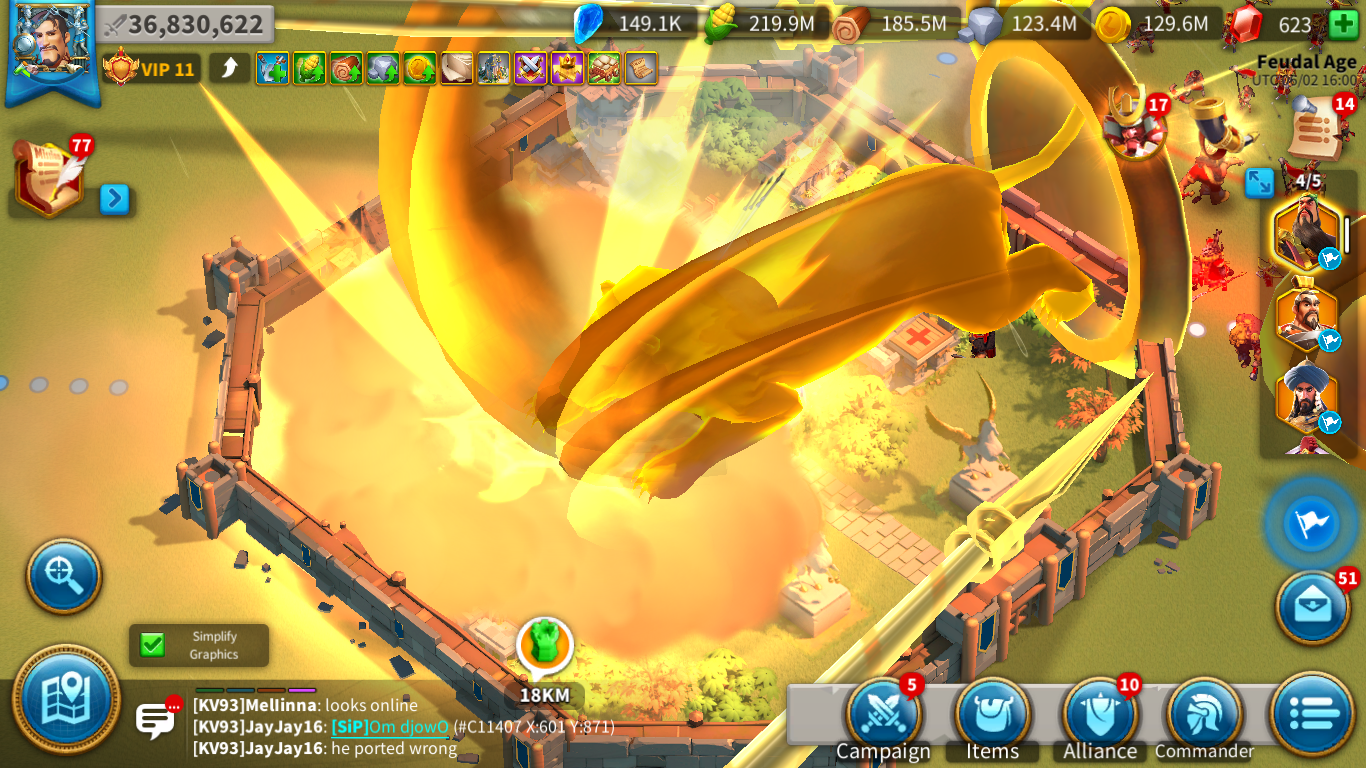 36,830,622
149.1K
219.9M
185.5M
123.4M
129.6M
623
VIP 11
Feudal Age
UTC 06/02 16:00
17
14
77
4/5
51
Simplify
Graphics
18KM
[KV93]Mellinna: looks online
[KV93]JayJay16: [SiP]Om djowO (#C11407 X:601 Y:871)
[KV93]JayJay16: he ported wrong
5
10
Campaign
Items
Alliance
Commander